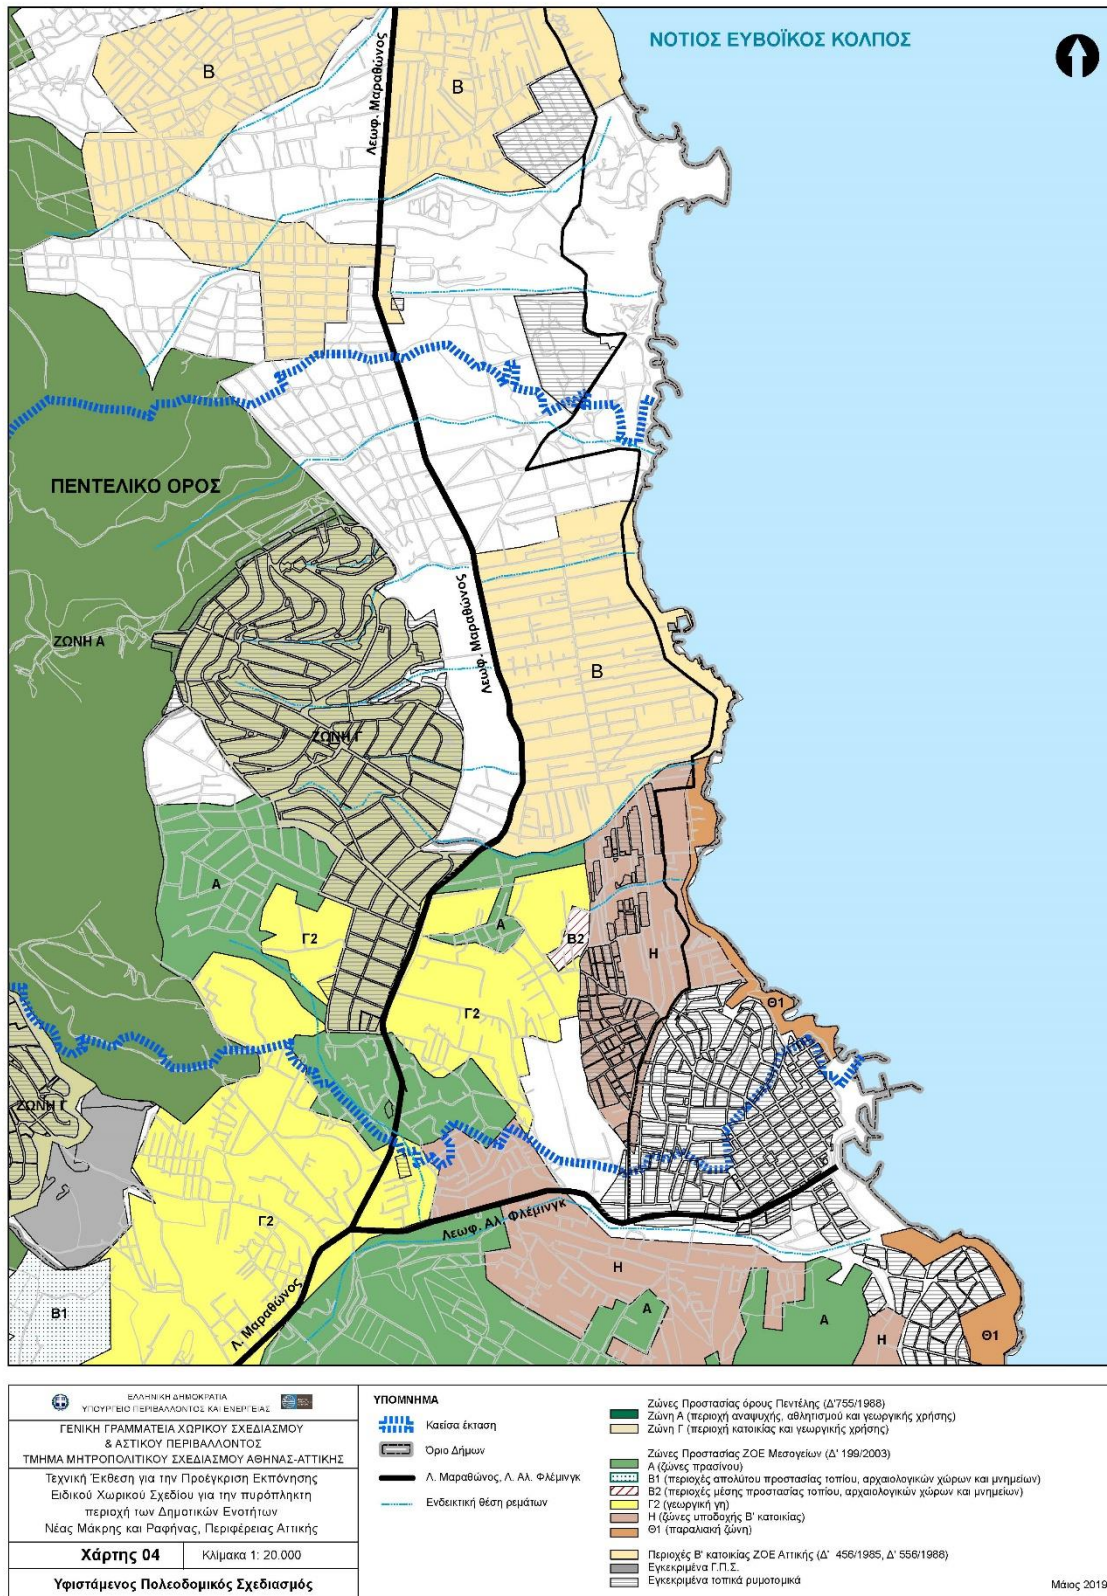 ΝΟΤΙΟΣ ΕΥΒΟΪΚΟΣ ΚΟΛΠΟΣ
Β
Β
Λεωφ. Μαραθώνος
ΠΕΝΤΕΛΙΚΟ ΟΡΟΣ
Λεωφ. Μαραθώνος
ΖΩΝΗ Α
Β
ΖΩΝΗ Γ
Α
Α
Γ2
Β2
Η
Θ1
Γ2
ΖΩΝΗ Γ
Γ2
Λεωφ. Αλ. Φλέμινγκ
Η
Β1
Λ. Μαραθώνος
Α
Α
Η
Θ1
ΕΛΛΗΝΙΚΗ ΔΗΜΟΚΡΑΤΙΑ
ΥΠΟΥΡΓΕΙΟ ΠΕΡΙΒΑΛΛΟΝΤΟΣ ΚΑΙ ΕΝΕΡΓΕΙΑΣ
ΓΕΝΙΚΗ ΓΡΑΜΜΑΤΕΙΑ ΧΩΡΙΚΟΥ ΣΧΕΔΙΑΣΜΟΥ
& ΑΣΤΙΚΟΥ ΠΕΡΙΒΑΛΛΟΝΤΟΣ
ΤΜΗΜΑ ΜΗΤΡΟΠΟΛΙΤΙΚΟΥ ΣΧΕΔΙΑΣΜΟΥ ΑΘΗΝΑΣ-ΑΤΤΙΚΗΣ
Τεχνική Έκθεση για την Προέγκριση Εκπόνησης
Ειδικού Χωρικού Σχεδίου για την πυρόπληκτη
περιοχή των Δημοτικών Ενοτήτων
Νέας Μάκρης και Ραφήνας, Περιφέρειας Αττικής
Χάρτης 04 Κλίμακα 1: 20.000
Υφιστάμενος Πολεοδομικός Σχεδιασμός
ΥΠΟΜΝΗΜΑ
Καείσα έκταση
Όριο Δήμων
Λ. Μαραθώνος, Λ. Αλ. Φλέμινγκ
Ενδεικτική θέση ρεμάτων
Ζώνες Προστασίας όρους Πεντέλης (Δ'755/1988)
Ζώνη Α (περιοχή αναψυχής, αθλητισμού και γεωργικής χρήσης)
Ζώνη Γ (περιοχή κατοικίας και γεωργικής χρήσης)
Ζώνες Προστασίας ΖΟΕ Μεσογείων (Δ' 199/2003)
Α (ζώνες πρασίνου)
Β1 (περιοχές απολύτου προστασίας τοπίου, αρχαιολογικών χώρων και μνημείων)
Β2 (περιοχές μέσης προστασίας τοπίου, αρχαιολογικών χώρων και μνημείων)
Γ2 (γεωργική γη)
Η (ζώνες υποδοχής Β' κατοικίας)
Θ1 (παραλιακή ζώνη)
Περιοχές Β' κατοικίας ΖΟΕ Αττικής (Δ' 456/1985, Δ' 556/1988)
Εγκεκριμένα Γ.Π.Σ.
Εγκεκριμένα τοπικά ρυμοτομικά
Μάιος 2019